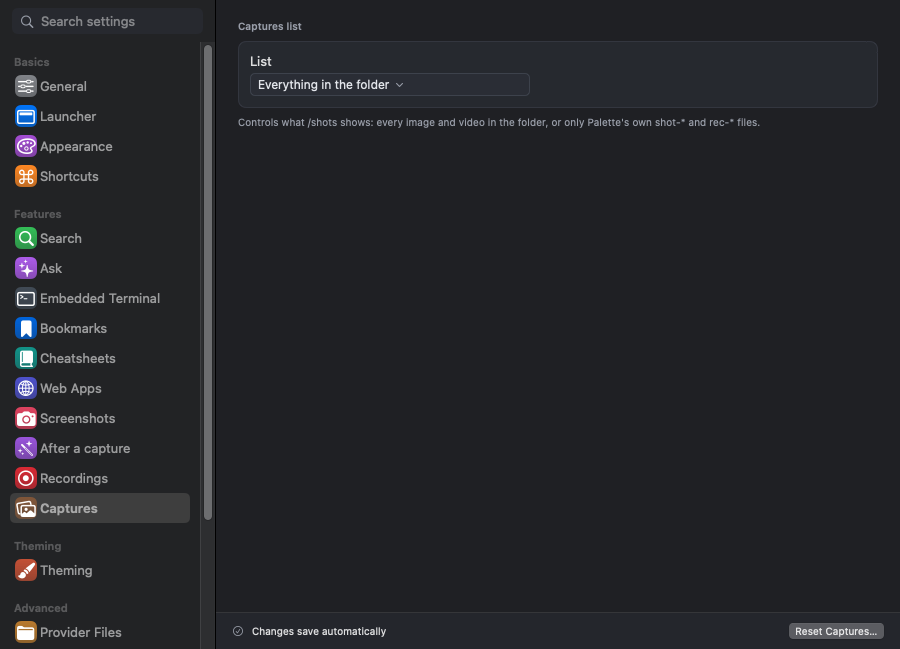 Search settings
Basics
General
Launcher
Appearance
Shortcuts
Features
Search
Ask
Embedded Terminal
Bookmarks
Cheatsheets
Web Apps
Screenshots
After a capture
Recordings
Captures
Theming
Theming
Advanced
Provider Files
Captures list
List
Everything in the folder
Controls what /shots shows: every image and video in the folder, or only Palette's own shot-* and rec-* files.
Changes save automatically
Reset Captures...